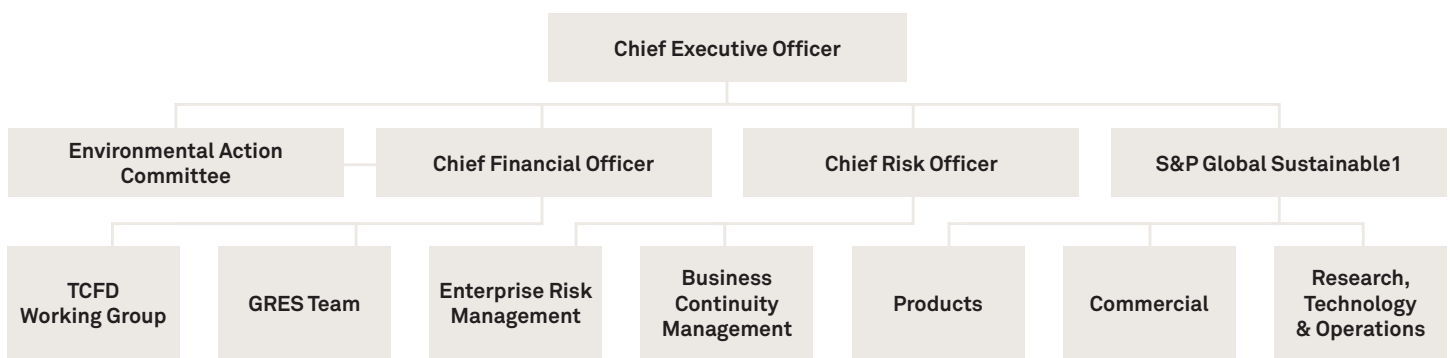 Chief Executive Officer
Environmental Action
Committee
Chief Financial Officer
Chief Risk Officer
S&P Global Sustainable1
TCFD
Working Group
GRES Team
Enterprise Risk
Management
Business
Continuity
Management
Products
Commercial
Research,
Technology
& Operations